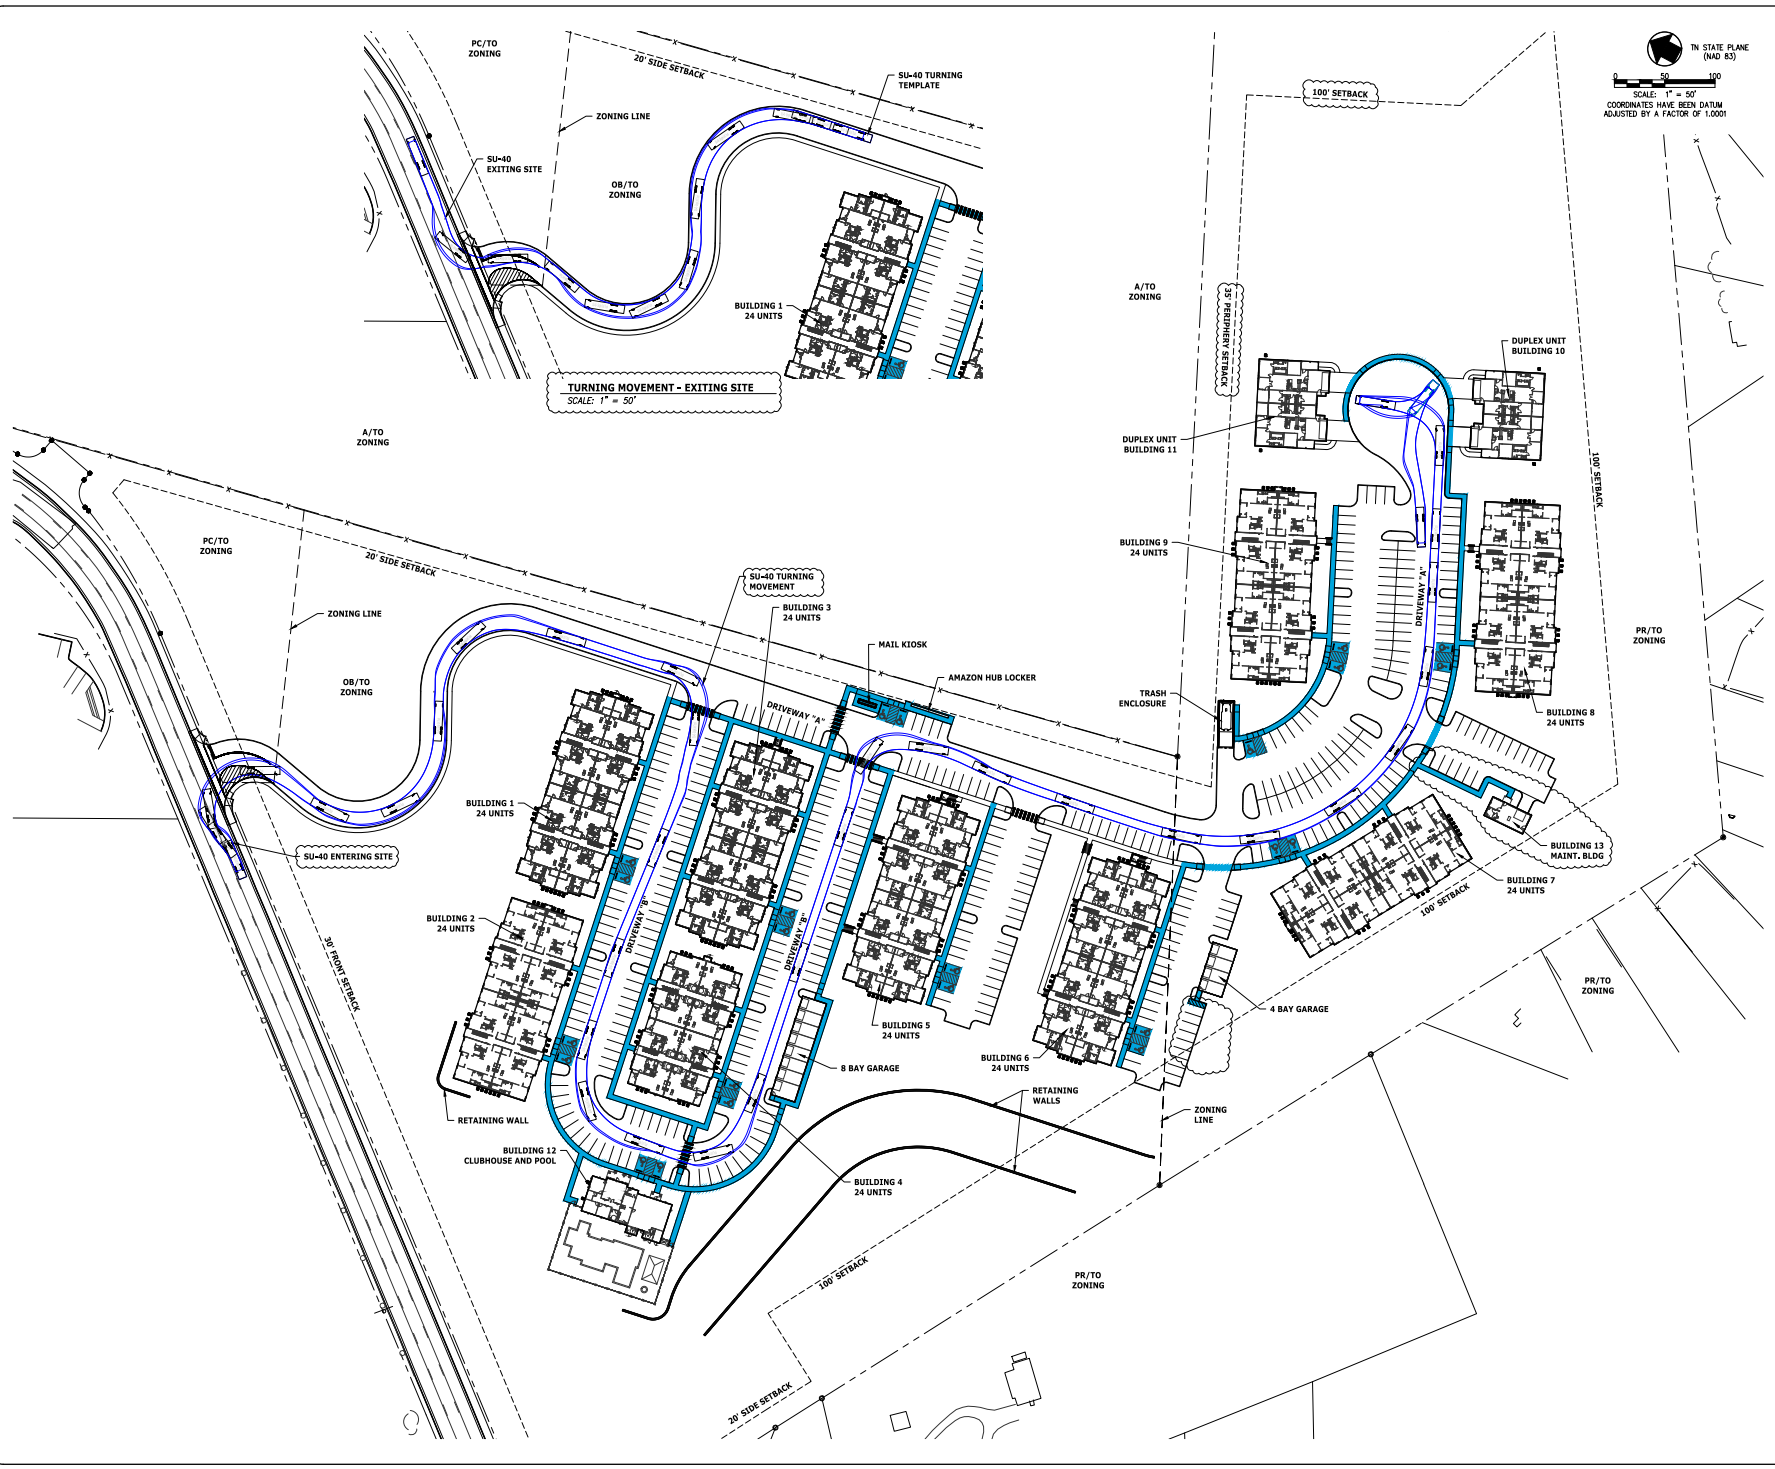 PC/TO
ZONING
20' SIDE SETBACK
SU-40 TURNING
TEMPLATE
ZONING LINE
SU-40
EXITING SITE
OB/TO
ZONING
BUILDING 1
24 UNITS
TURNING MOVEMENT - EXITING SITE
SCALE: 1" = 50'
TN STATE PLANE
(NAD 83)
0 50 100
SCALE: 1" = 50'
COORDINATES HAVE BEEN DATUM
ADJUSTED BY A FACTOR OF 1.0001
100' SETBACK
A/TO
ZONING
35' PERIPHERY SETBACK
DUPLEX UNIT
BUILDING 10
DUPLEX UNIT
BUILDING 11
100' SETBACK
A/TO
ZONING
PC/TO
ZONING
20' SIDE SETBACK
BUILDING 9
24 UNITS
DRIVEWAY "A"
SU-40 TURNING
MOVEMENT
BUILDING 3
24 UNITS
ZONING LINE
MAIL KIOSK
PR/TO
ZONING
AMAZON HUB LOCKER
OB/TO
ZONING
TRASH
ENCLOSURE
DRIVEWAY "A"
BUILDING 8
24 UNITS
BUILDING 1
24 UNITS
SU-40 ENTERING SITE
BUILDING 13
MAINT. BLDG
BUILDING 7
24 UNITS
100' SETBACK
BUILDING 2
24 UNITS
DRIVEWAY "B"
DRIVEWAY "B"
30' FRONT SETBACK
PR/TO
ZONING
4 BAY GARAGE
BUILDING 5
24 UNITS
BUILDING 6
24 UNITS
8 BAY GARAGE
RETAINING
WALLS
ZONING
LINE
RETAINING WALL
BUILDING 12
CLUBHOUSE AND POOL
BUILDING 4
24 UNITS
100' SETBACK
PR/TO
ZONING
20' SIDE SETBACK